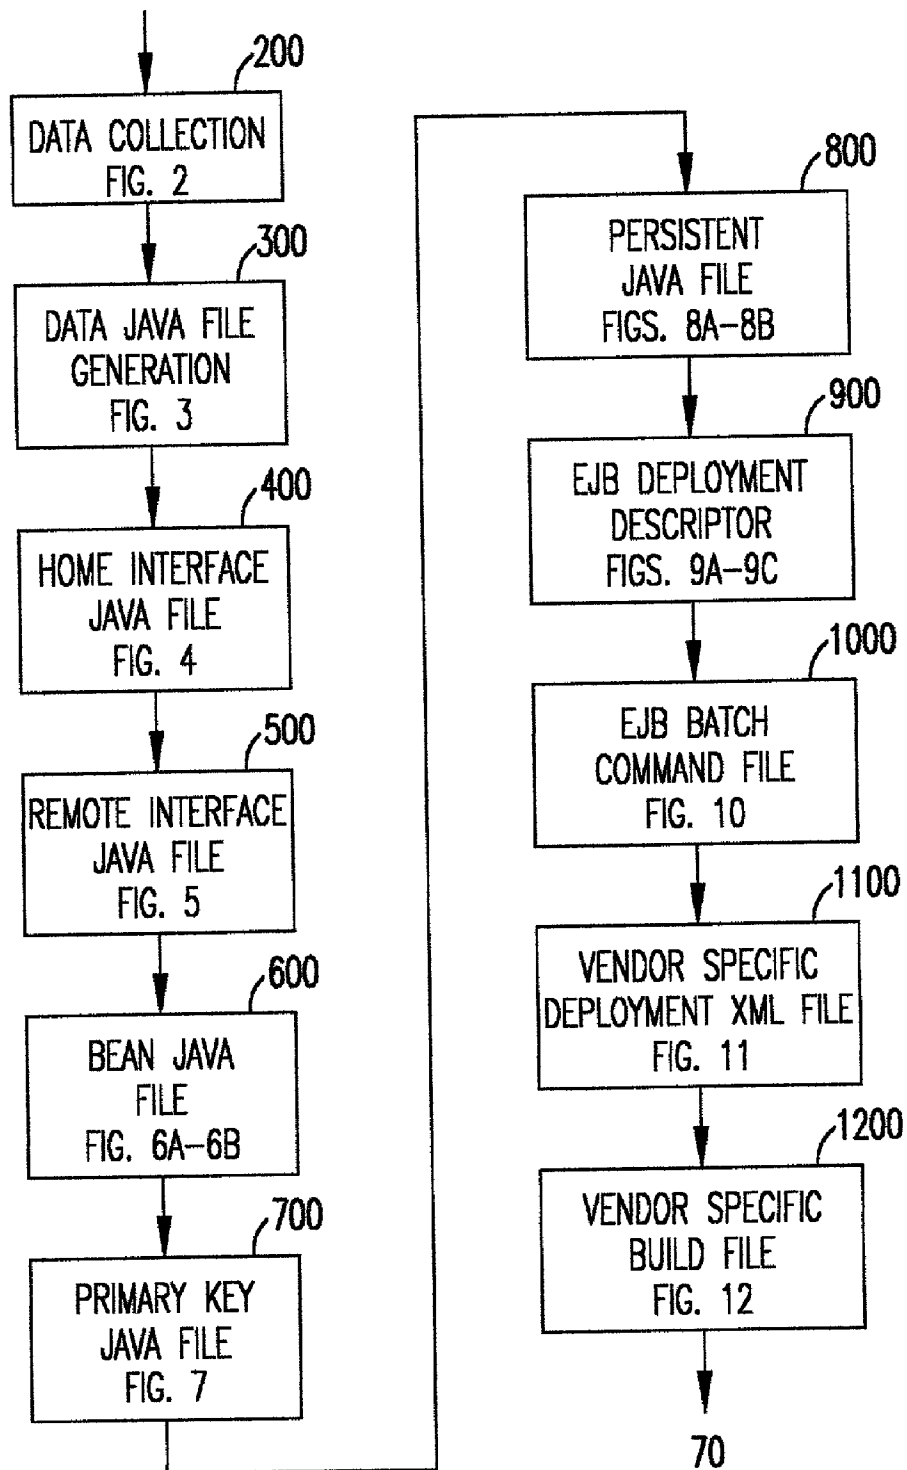 200
DATA COLLECTION
FIG. 2
300
DATA JAVA FILE
GENERATION
FIG. 3
400
HOME INTERFACE
JAVA FILE
FIG. 4
500
REMOTE INTERFACE
JAVA FILE
FIG. 5
600
BEAN JAVA
FILE
FIG. 6A-6B
700
PRIMARY KEY
JAVA FILE
FIG. 7
800
PERSISTENT
JAVA FILE
FIGS. 8A-8B
900
EJB DEPLOYMENT
DESCRIPTOR
FIGS. 9A-9C
1000
EJB BATCH
COMMAND FILE
FIG. 10
1100
VENDOR SPECIFIC
DEPLOYMENT XML FILE
FIG. 11
1200
VENDOR SPECIFIC
BUILD FILE
FIG. 12
70